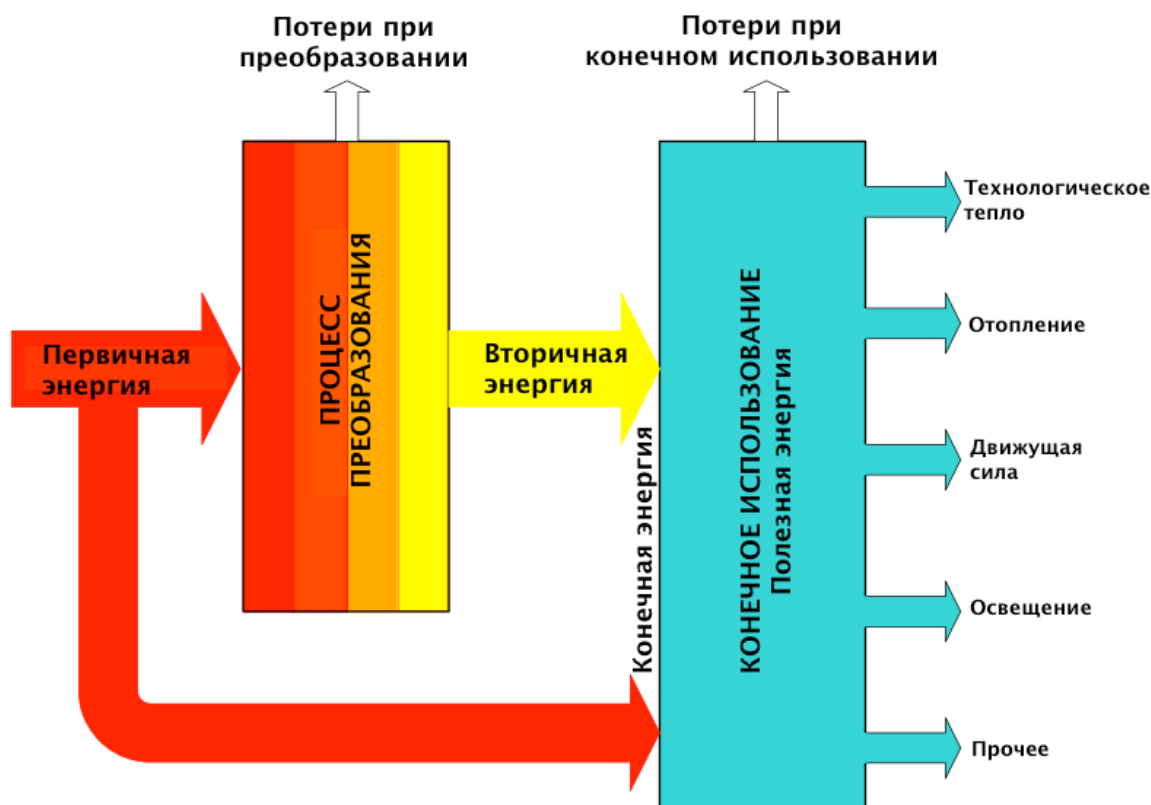 Потери при
преобразовании
Потери при
конечном использовании
Первичная
энергия
ПРОЦЕСС
ПРЕОБРАЗОВАНИЯ
Вторичная
энергия
Конечная энергия
КОНЕЧНОЕ ИСПОЛЬЗОВАНИЕ
Полезная энергия
Технологическое
тепло
Отопление
Движущая
сила
Освещение
Прочее